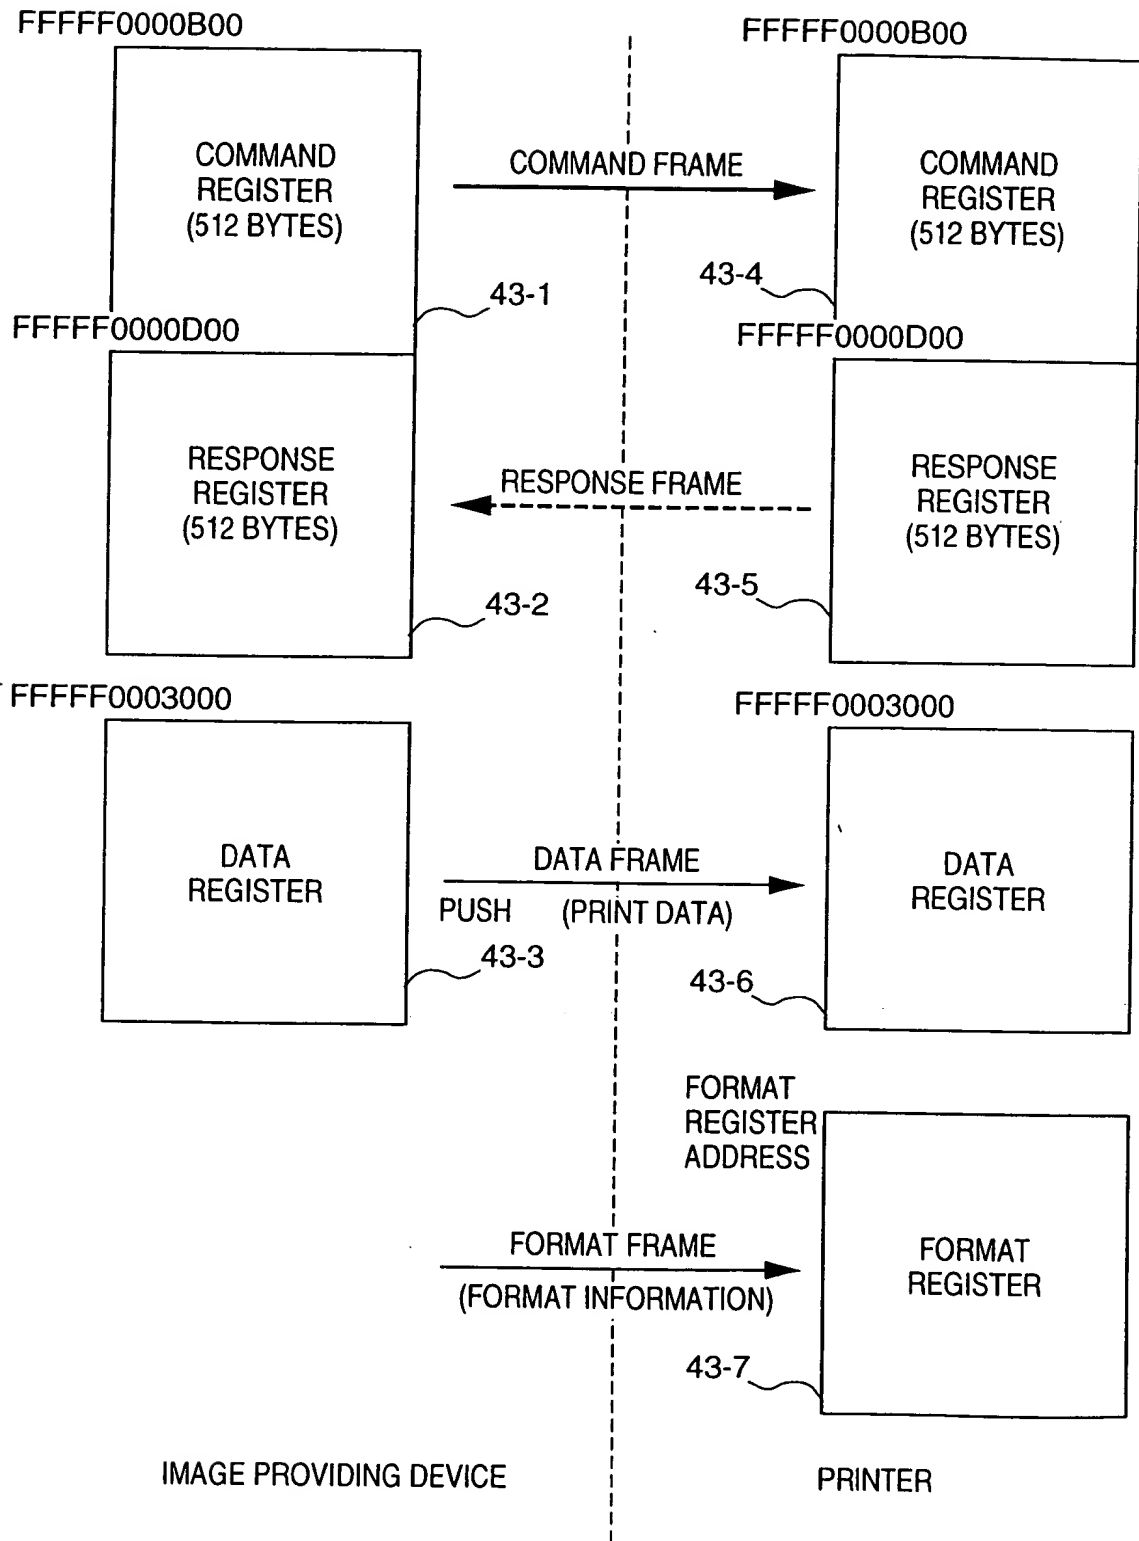 FFFFF0000B00
FFFFF0000B00
COMMAND
REGISTER
(512 BYTES)
COMMAND FRAME
COMMAND
REGISTER
(512 BYTES)
43-1
43-4
FFFFF0000D00
FFFFF0000D00
RESPONSE
REGISTER
(512 BYTES)
RESPONSE FRAME
RESPONSE
REGISTER
(512 BYTES)
43-2
43-5
FFFFF0003000
FFFFF0003000
DATA
REGISTER
DATA FRAME
PUSH (PRINT DATA)
DATA
REGISTER
43-3
43-6
FORMAT
REGISTER
ADDRESS
FORMAT FRAME
(FORMAT INFORMATION)
FORMAT
REGISTER
43-7
IMAGE PROVIDING DEVICE
PRINTER